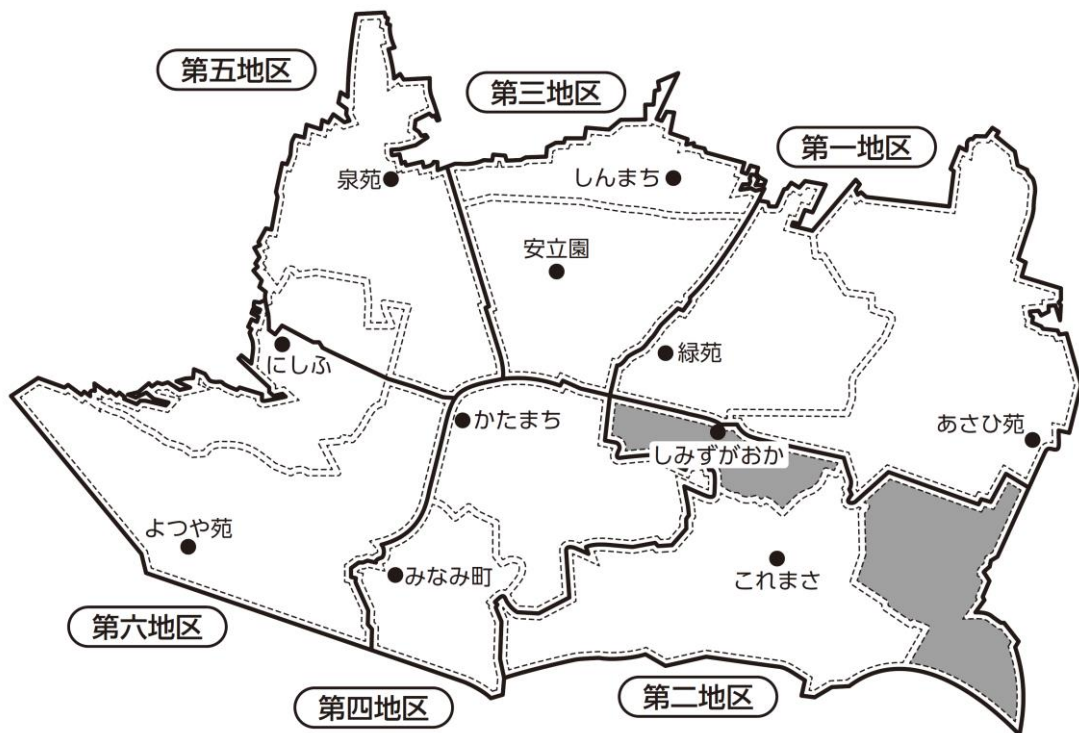 第五地区
第三地区
第一地区
泉苑
しんまち
安立園
にしふ
緑苑
かたまち
しみずがおか
あさひ苑
よつや苑
みなみ町
これまさ
第六地区
第四地区
第二地区